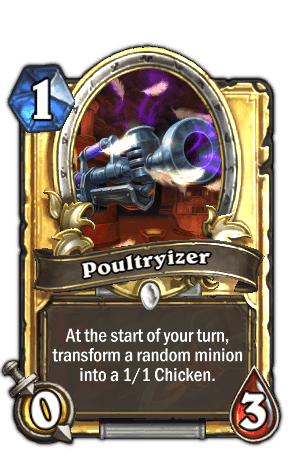 1
Poultryizer
At the start of your turn,
transform a random minion
into a 1/1 Chicken.
0
3